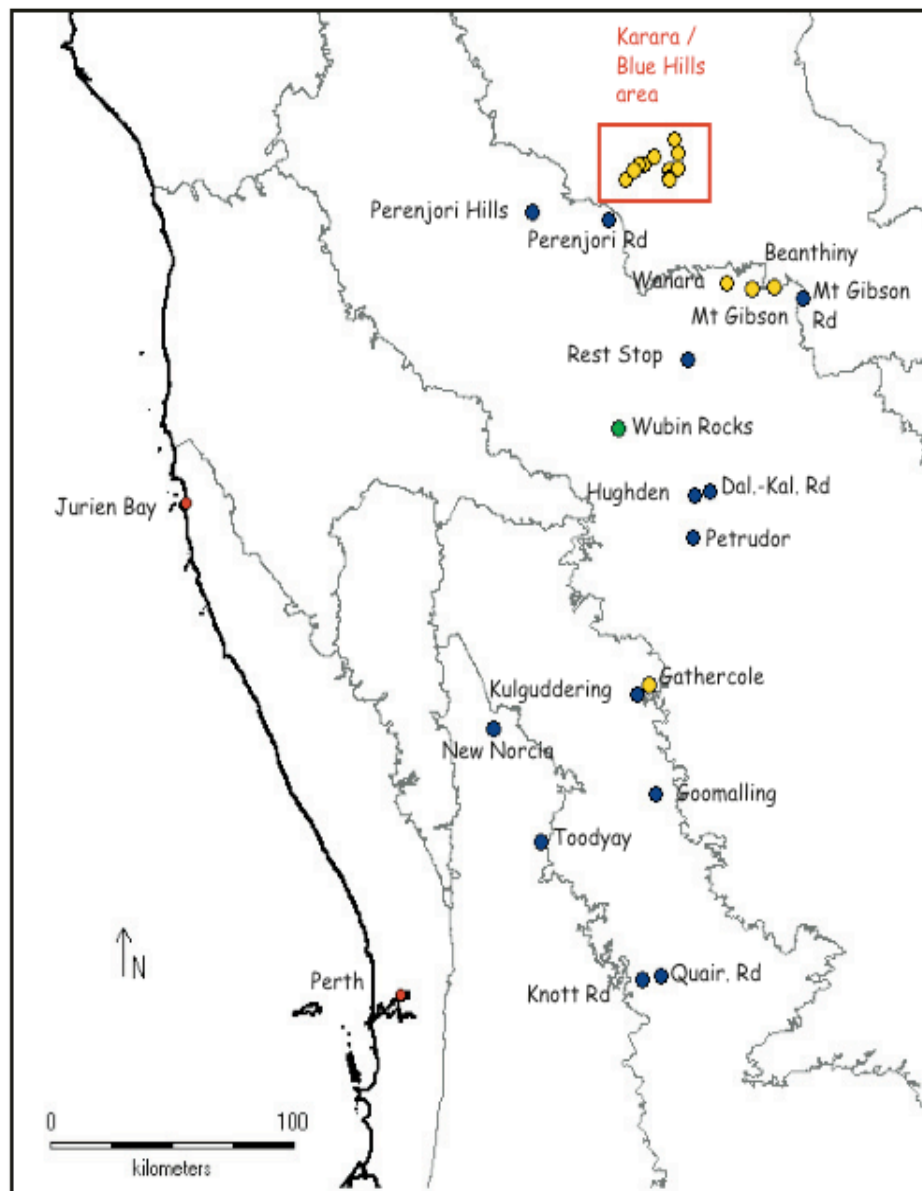 Karara /
Blue Hills
area
Perenjori Hills
Perenjori Rd
Beanthiny
Wanara
Mt Gibson
Mt Gibson
Rd
Rest Stop
Wubin Rocks
Hughden
Dal.-Kal. Rd
Jurien Bay
Petrudor
Gathercole
Kulguddering
New Norcia
Goomalling
Toodyay
N
Perth
Knott Rd
Quair. Rd
0 100
kilometers